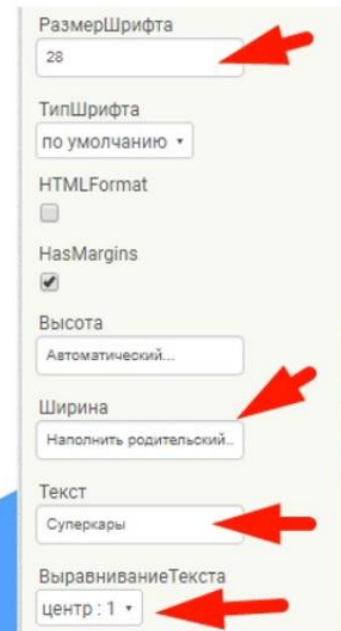 РазмерШрифта
28
ТипШрифта
по умолчанию
HTMLFormat
HasMargins
Высота
Автоматический...
Ширина
Наполнить родительский..
Текст
Суперкары
ВыравниваниеТекста
центр : 1